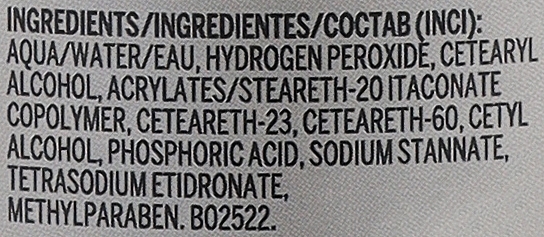 INGREDIENTS/INGREDIENTES/СОСТАВ (INCI):
AQUA/WATER/EAU, HYDROGEN PEROXIDE, CETEARYL
ALCOHOL, ACRYLATES/STEARETH-20 ITACONATE
COPOLYMER, CETEARETH-23, CETEARETH-60, CETYL
ALCOHOL, PHOSPHORIC ACID, SODIUM STANNATE,
TETRASODIUM ETIDRONATE,
METHYLPARABEN. B02522.